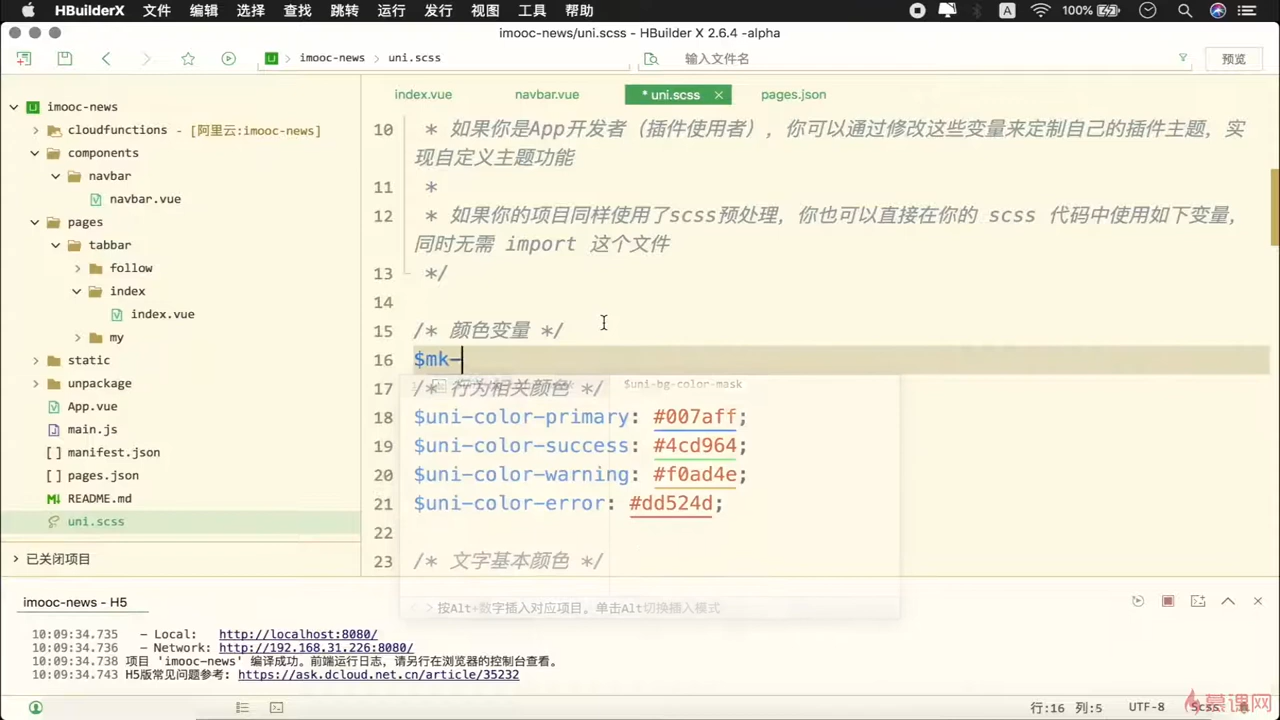 HBuilderX 文件 编辑 选择 查找 跳转 运行 发行 视图 工具 帮助 A 100%
imooc-news/uni.scss - HBuilder X 2.6.4 -alpha
imooc-news uni.scss 输入文件名 预览
imooc-news
cloudfunctions - [阿里云:imooc-news]
components
navbar
navbar.vue
pages
tabbar
follow
index
index.vue
my
static
unpackage
App.vue
main.js
manifest.json
pages.json
README.md
uni.scss
已关闭项目
index.vue navbar.vue * uni.scss pages.json
10 * 如果你是App开发者（插件使用者），你可以通过修改这些变量来定制自己的插件主题，实
现自定义主题功能
11 *
12 * 如果你的项目同样使用了scss预处理，你也可以直接在你的 scss 代码中使用如下变量，
同时无需 import 这个文件
13 */
14
15 /* 颜色变量 */
16 $mk-
17 /* 行为相关颜色 */
$uni-bg-color-mask
18 $uni-color-primary: #007aff;
19 $uni-color-success: #4cd964;
20 $uni-color-warning: #f0ad4e;
21 $uni-color-error: #dd524d;
22
23 /* 文字基本颜色 */
按Alt+数字插入对应项目。单击Alt切换插入模式
imooc-news - H5
10:09:34.735 - Local: http://localhost:8080/
10:09:34.736 - Network: http://192.168.31.226:8080/
10:09:34.738 项目 'imooc-news' 编译成功。前端运行日志，请另行在浏览器的控制台查看。
10:09:34.743 H5版常见问题参考: https://ask.dcloud.net.cn/article/35232
行:16 列:5 UTF-8 Scss
慕课网